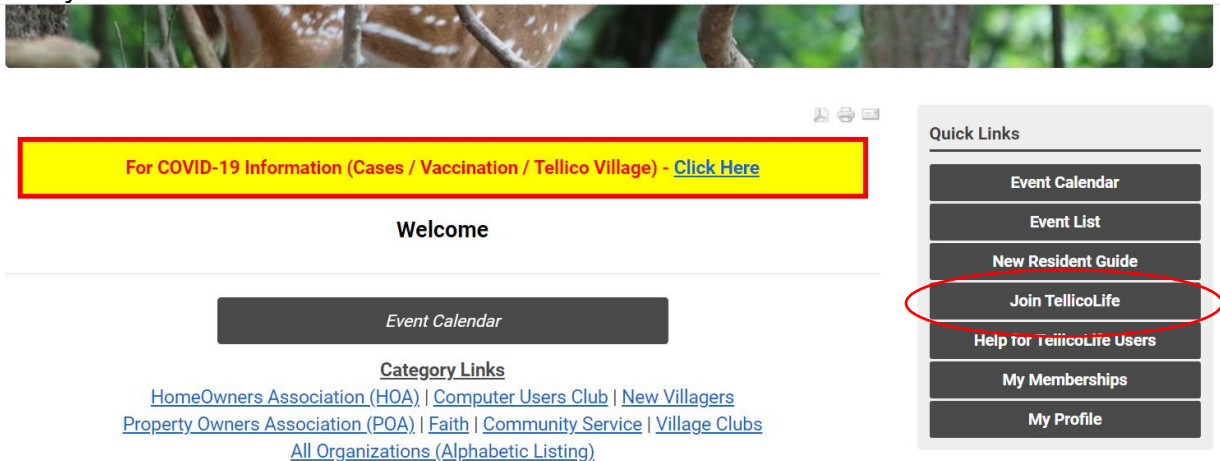 For COVID-19 Information (Cases / Vaccination / Tellico Village) - Click Here
Welcome
Event Calendar
Category Links
HomeOwners Association (HOA) | Computer Users Club | New Villagers
Property Owners Association (POA) | Faith | Community Service | Village Clubs
All Organizations (Alphabetic Listing)
Quick Links
Event Calendar
Event List
New Resident Guide
Join TellicoLife
Help for TellicoLife Users
My Memberships
My Profile